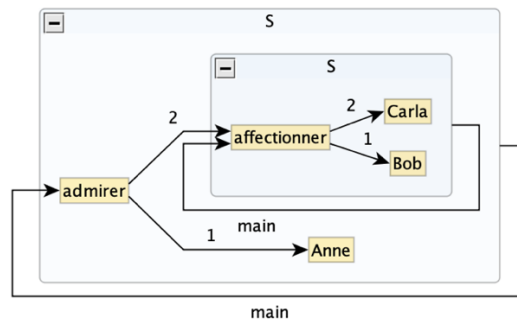 S
S
2
2
Carla
affectionner
1
Bob
admirer
main
1
Anne
main